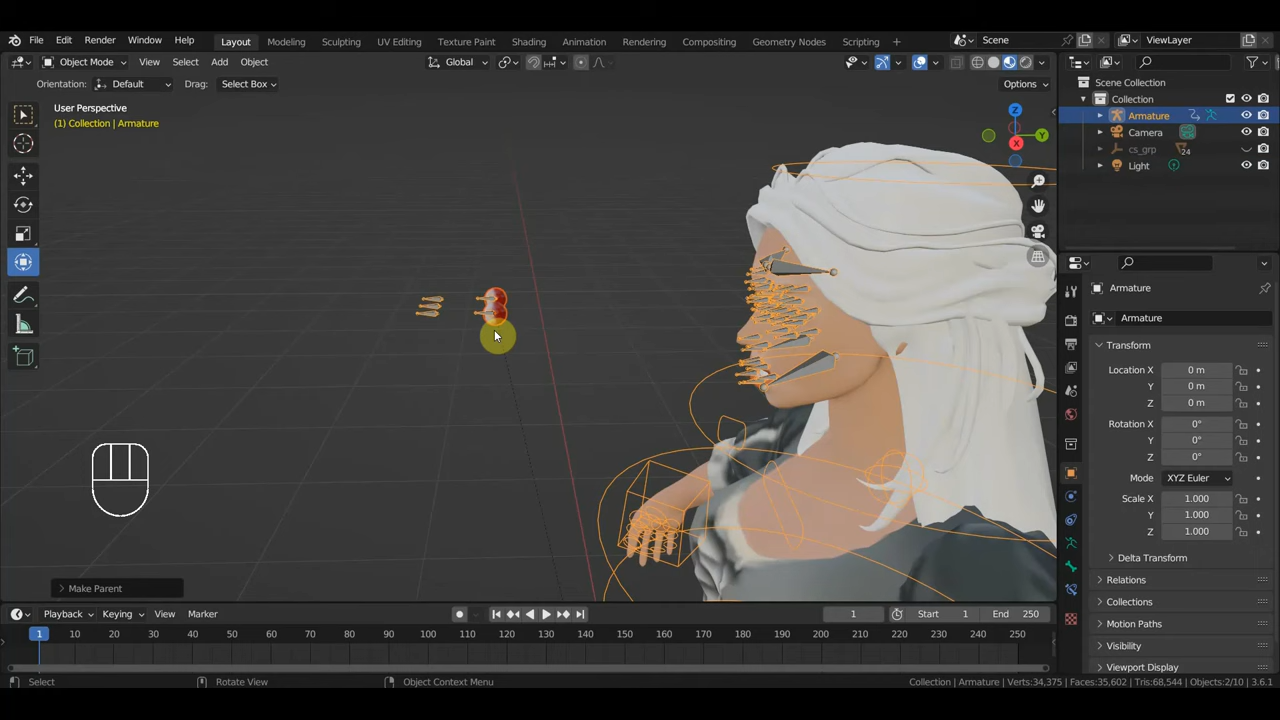 File Edit Render Window Help Layout Modeling Sculpting UV Editing Texture Paint Shading Animation Rendering Compositing Geometry Nodes Scripting + Scene ViewLayer
Object Mode View Select Add Object Global Options
Orientation: Default Drag: Select Box
User Perspective
(1) Collection | Armature
Z
Y
X
Scene Collection
Collection
Armature
Camera
cs_grp 24
Light
Armature
Armature
Transform
Location X 0 m
Y 0 m
Z 0 m
Rotation X 0°
Y 0°
Z 0°
Mode XYZ Euler
Scale X 1.000
Y 1.000
Z 1.000
Delta Transform
Relations
Collections
Motion Paths
Visibility
Viewport Display
Make Parent
Playback Keying View Marker 1 Start 1 End 250
1 10 20 30 40 50 60 70 80 90 100 110 120 130 140 150 160 170 180 190 200 210 220 230 240 250
Select Rotate View Object Context Menu Collection | Armature | Verts:34,375 | Faces:35,602 | Tris:68,544 | Objects:2/10 | 3.6.1